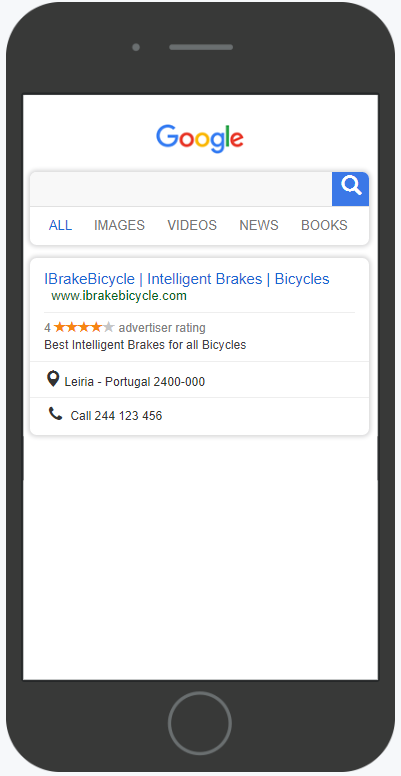 Google
ALL IMAGES VIDEOS NEWS BOOKS
IBrakeBicycle | Intelligent Brakes | Bicycles
www.ibrakebicycle.com
4 advertiser rating
Best Intelligent Brakes for all Bicycles
Leiria - Portugal 2400-000
Call 244 123 456